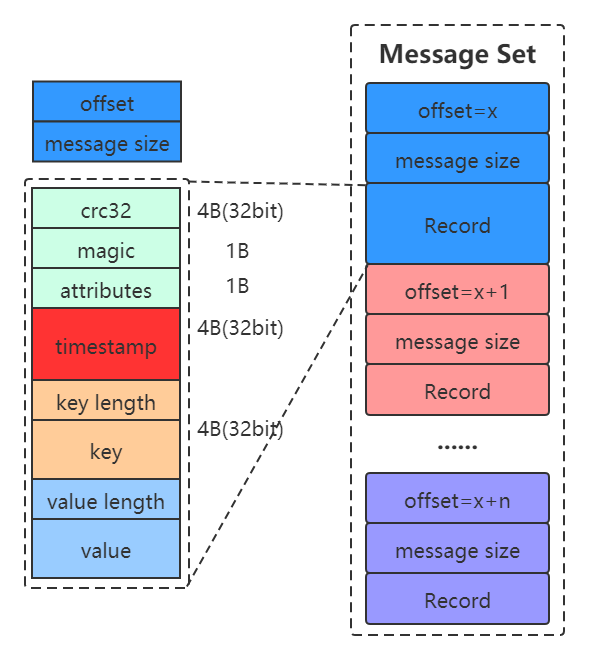 offset
message size
crc32
4B(32bit)
magic
1B
attributes
1B
timestamp
4B(32bit)
key length
key
4B(32bit)
value length
value
Message Set
offset=x
message size
Record
offset=x+1
message size
Record
......
offset=x+n
message size
Record